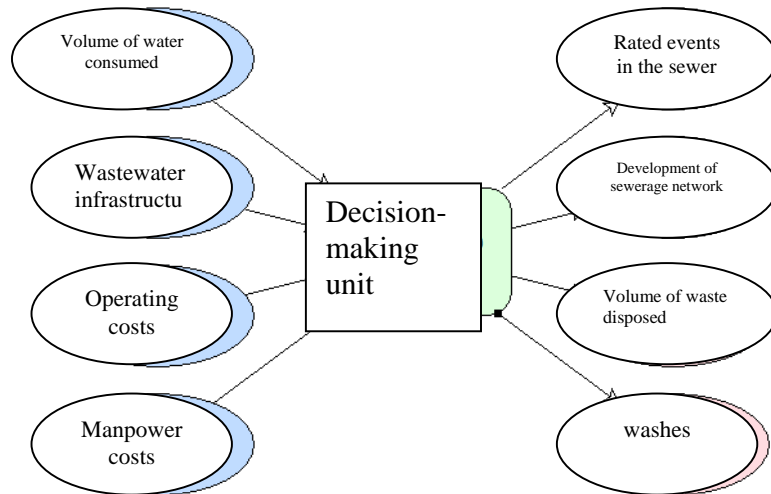 Volume of water
consumed
Wastewater
infrastructu
Operating
costs
Manpower
costs
Decision-
making
unit
Rated events
in the sewer
Development of
sewerage network
Volume of waste
disposed
washes